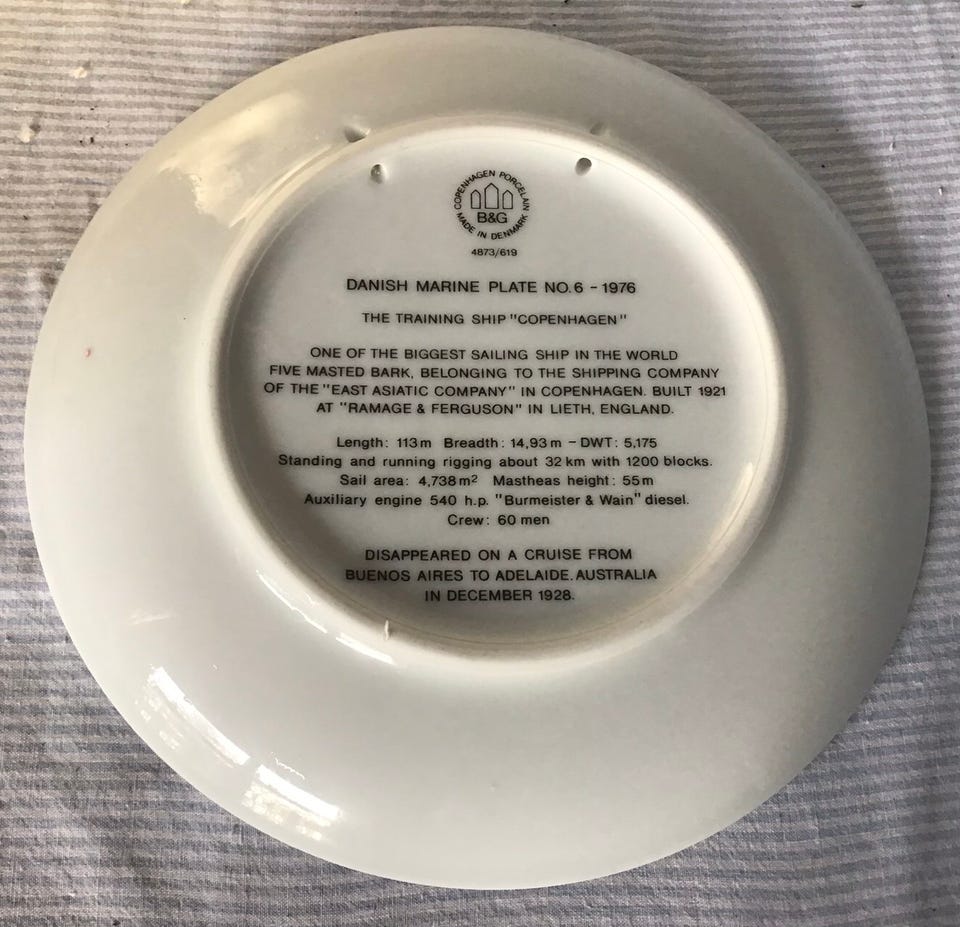 COPENHAGEN PORCELAIN
B&G
MADE IN DENMARK
4873/619
DANISH MARINE PLATE NO.6 - 1976
THE TRAINING SHIP "COPENHAGEN"
ONE OF THE BIGGEST SAILING SHIP IN THE WORLD
FIVE MASTED BARK, BELONGING TO THE SHIPPING COMPANY
OF THE "EAST ASIATIC COMPANY" IN COPENHAGEN. BUILT 1921
AT "RAMAGE & FERGUSON" IN LIETH, ENGLAND.
Length: 113 m Breadth: 14,93 m - DWT: 5,175
Standing and running rigging about 32 km with 1200 blocks.
Sail area: 4,738 m² Mastheas height: 55 m
Auxiliary engine 540 h.p. "Burmeister & Wain" diesel.
Crew: 60 men
DISAPPEARED ON A CRUISE FROM
BUENOS AIRES TO ADELAIDE. AUSTRALIA
IN DECEMBER 1928.